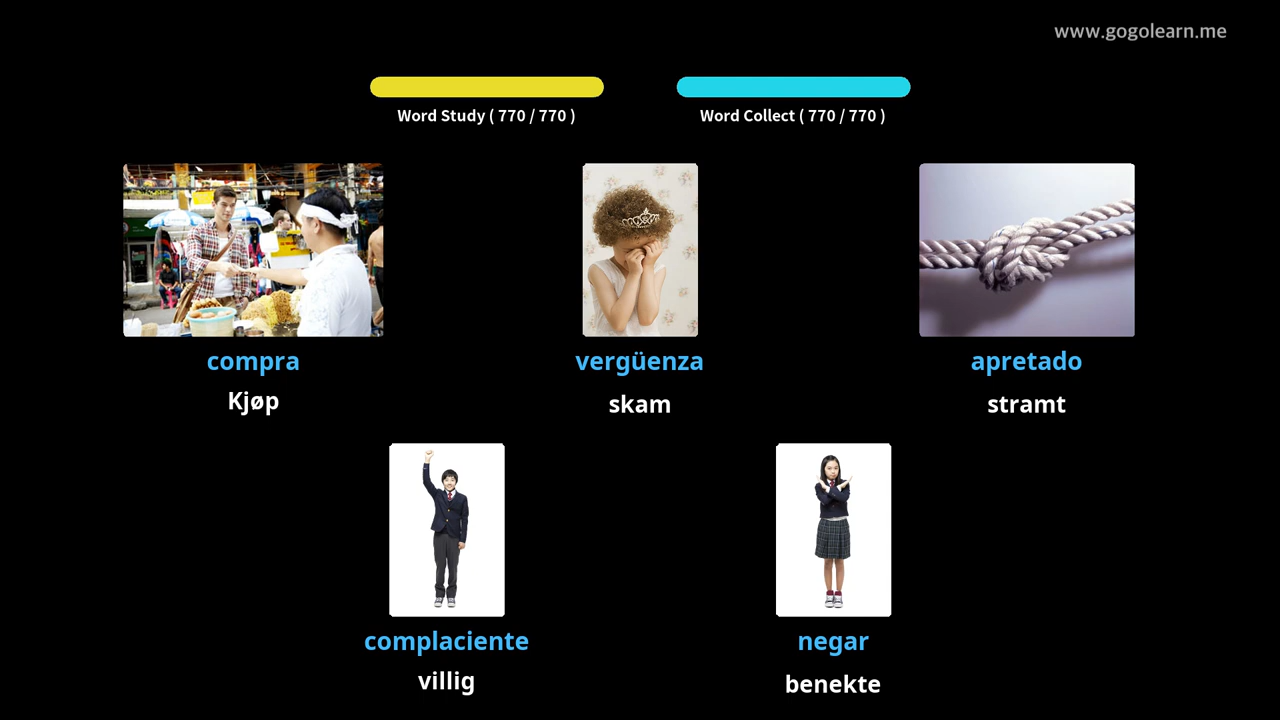 www.gogolearn.me
Word Study ( 770 / 770 )
Word Collect ( 770 / 770 )
compra
Kjøp
vergüenza
skam
apretado
stramt
complaciente
villig
negar
benekte